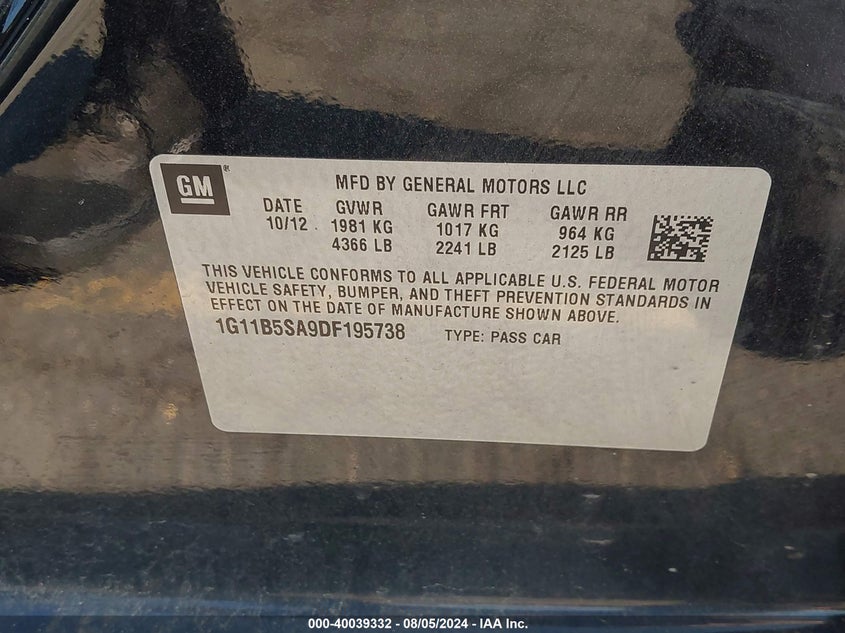 GM®
MFD BY GENERAL MOTORS LLC
DATE GVWR GAWR FRT GAWR RR
10/12 1981 KG 1017 KG 964 KG
4366 LB 2241 LB 2125 LB
THIS VEHICLE CONFORMS TO ALL APPLICABLE U.S. FEDERAL MOTOR
VEHICLE SAFETY, BUMPER, AND THEFT PREVENTION STANDARDS IN
EFFECT ON THE DATE OF MANUFACTURE SHOWN ABOVE.
1G11B5SA9DF195738 TYPE: PASS CAR
000-40039332 - 08/05/2024 - IAA Inc.